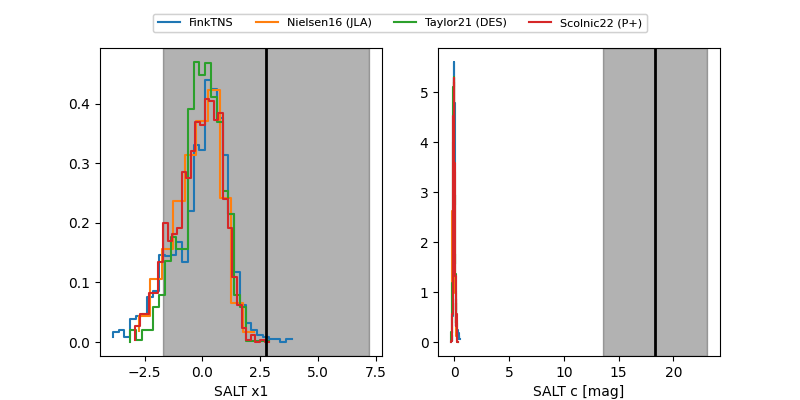 FinkTNS Nielsen16 (JLA) Taylor21 (DES) Scolnic22 (P+)
0.4
0.3
0.2
0.1
0.0
−2.5 0.0 2.5 5.0 7.5
SALT x1
5
4
3
2
1
0
0 5 10 15 20
SALT c [mag]